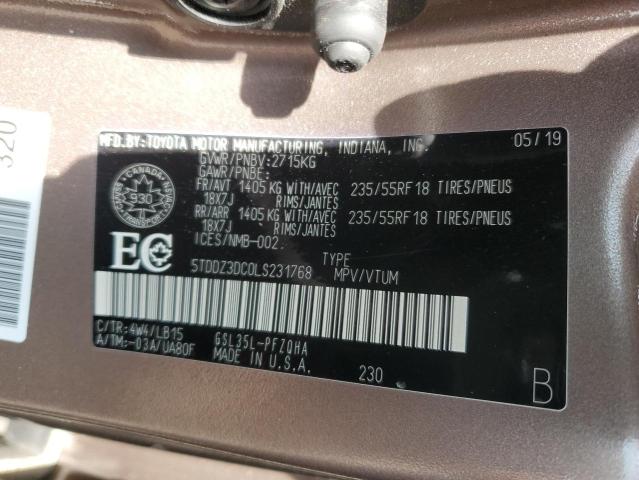 MFD.BY:TOYOTA MOTOR MANUFACTURING, INDIANA, INC. 05/19
GVWR/PNBV:2715KG
GAWR/PNBE:
FR/AVT 1405 KG WITH/AVEC 235/55RF18 TIRES/PNEUS
18X7J RIMS/JANTES
RR/ARR 1405 KG WITH/AVEC 235/55RF18 TIRES/PNEUS
18X7J RIMS/JANTES
ICES/NMB-002
CANADA
930
TRANSPORT
EC
TYPE
5TDDZ3DC0LS231768 MPV/VTUM
C/TR:4W4/LB15 GSL35L-PFZQHA
A/TM:-03A/UA80F MADE IN U.S.A.
230
B
320